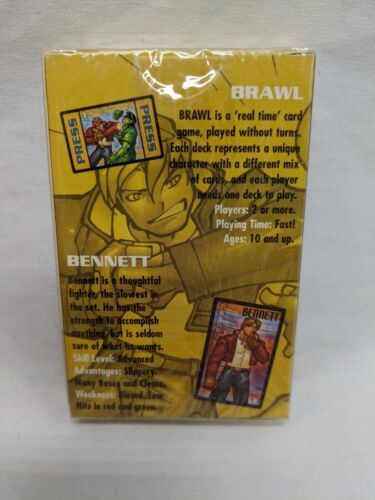 BRAWL
PRESS
PRESS
BRAWL is a 'real time' card
game, played without turns.
Each deck represents a unique
character with a different mix
of cards, and each player
needs one deck to play.
Players: 2 or more.
Playing Time: Fast!
Ages: 10 and up.
BENNETT
Bennett is a thoughtful
fighter, the slowest in
the set. He has the
strength to accomplish
anything, but is seldom
sure of what he wants.
Skill Level: Advanced
Advantages: Slippery.
Many Bases and Clears.
Weakness: Biased. Few
Hits in red and green.
BENNETT